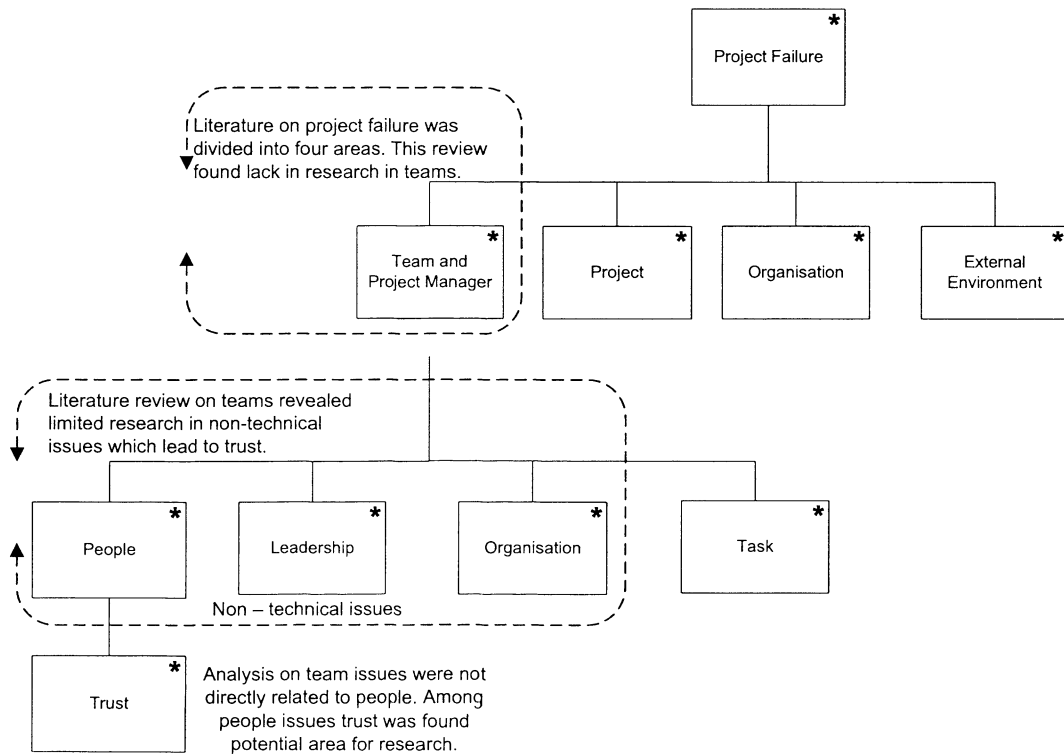 *
Project Failure
Literature on project failure was
divided into four areas. This review
found lack in research in teams.
*
Team and
Project Manager
*
Project
*
Organisation
*
External
Environment
Literature review on teams revealed
limited research in non-technical
issues which lead to trust.
*
People
*
Leadership
*
Organisation
*
Task
Non – technical issues
*
Trust
Analysis on team issues were not
directly related to people. Among
people issues trust was found
potential area for research.